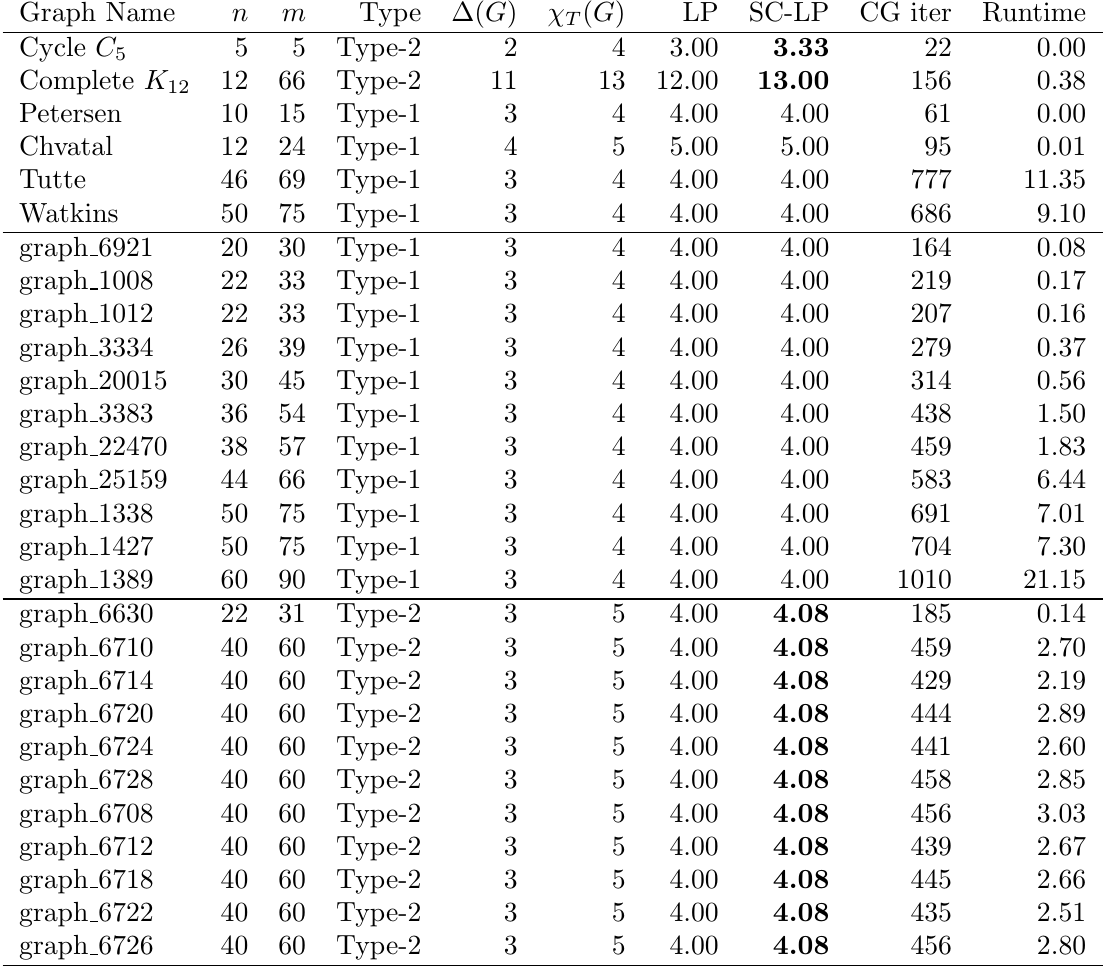 Graph Name n m Type Δ(G) χT(G) LP SC-LP CG iter Runtime
Cycle C5 5 5 Type-2 2 4 3.00 3.33 22 0.00
Complete K12 12 66 Type-2 11 13 12.00 13.00 156 0.38
Petersen 10 15 Type-1 3 4 4.00 4.00 61 0.00
Chvatal 12 24 Type-1 4 5 5.00 5.00 95 0.01
Tutte 46 69 Type-1 3 4 4.00 4.00 777 11.35
Watkins 50 75 Type-1 3 4 4.00 4.00 686 9.10
graph_6921 20 30 Type-1 3 4 4.00 4.00 164 0.08
graph_1008 22 33 Type-1 3 4 4.00 4.00 219 0.17
graph_1012 22 33 Type-1 3 4 4.00 4.00 207 0.16
graph_3334 26 39 Type-1 3 4 4.00 4.00 279 0.37
graph_20015 30 45 Type-1 3 4 4.00 4.00 314 0.56
graph_3383 36 54 Type-1 3 4 4.00 4.00 438 1.50
graph_22470 38 57 Type-1 3 4 4.00 4.00 459 1.83
graph_25159 44 66 Type-1 3 4 4.00 4.00 583 6.44
graph_1338 50 75 Type-1 3 4 4.00 4.00 691 7.01
graph_1427 50 75 Type-1 3 4 4.00 4.00 704 7.30
graph_1389 60 90 Type-1 3 4 4.00 4.00 1010 21.15
graph_6630 22 31 Type-2 3 5 4.00 4.08 185 0.14
graph_6710 40 60 Type-2 3 5 4.00 4.08 459 2.70
graph_6714 40 60 Type-2 3 5 4.00 4.08 429 2.19
graph_6720 40 60 Type-2 3 5 4.00 4.08 444 2.89
graph_6724 40 60 Type-2 3 5 4.00 4.08 441 2.60
graph_6728 40 60 Type-2 3 5 4.00 4.08 458 2.85
graph_6708 40 60 Type-2 3 5 4.00 4.08 456 3.03
graph_6712 40 60 Type-2 3 5 4.00 4.08 439 2.67
graph_6718 40 60 Type-2 3 5 4.00 4.08 445 2.66
graph_6722 40 60 Type-2 3 5 4.00 4.08 435 2.51
graph_6726 40 60 Type-2 3 5 4.00 4.08 456 2.80